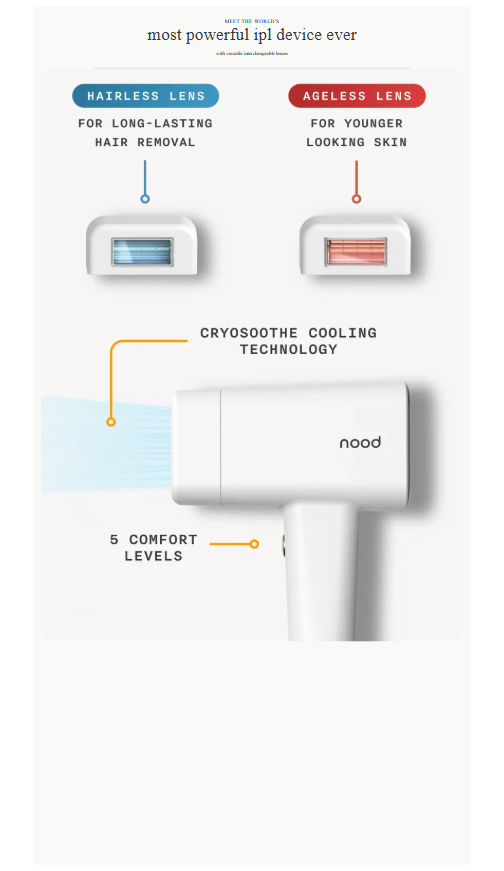 MEET THE WORLD'S
most powerful ipl device ever
with versatile interchangeable lenses
HAIRLESS LENS
FOR LONG-LASTING
HAIR REMOVAL
AGELESS LENS
FOR YOUNGER
LOOKING SKIN
CRYOSOOTHE COOLING
TECHNOLOGY
nood
5 COMFORT
LEVELS